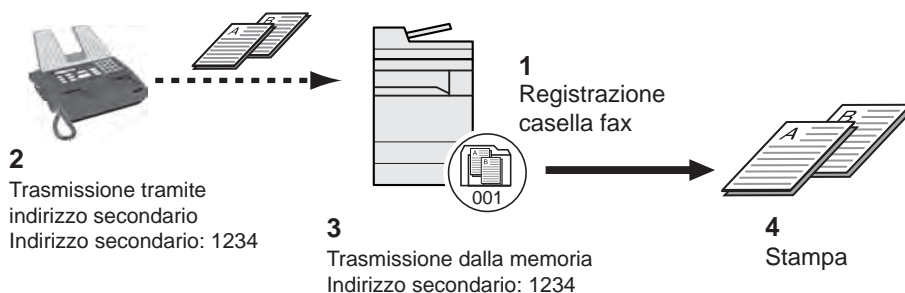 A
B
1
Registrazione
casella fax
A
B
001
2
Trasmissione tramite
indirizzo secondario
Indirizzo secondario: 1234
3
Trasmissione dalla memoria
Indirizzo secondario: 1234
A
B
4
Stampa